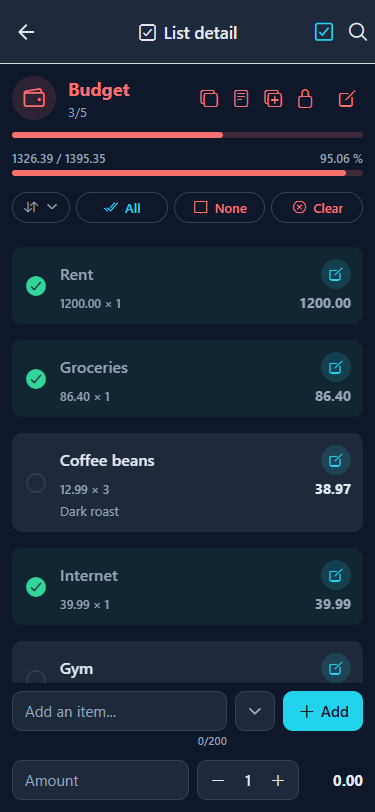 List detail
Budget
3/5
1326.39 / 1395.35 95.06 %
All None Clear
Rent
1200.00 × 1 1200.00
Groceries
86.40 × 1 86.40
Coffee beans
12.99 × 3 38.97
Dark roast
Internet
39.99 × 1 39.99
Gym
Add an item... Add
0/200
Amount 1 0.00